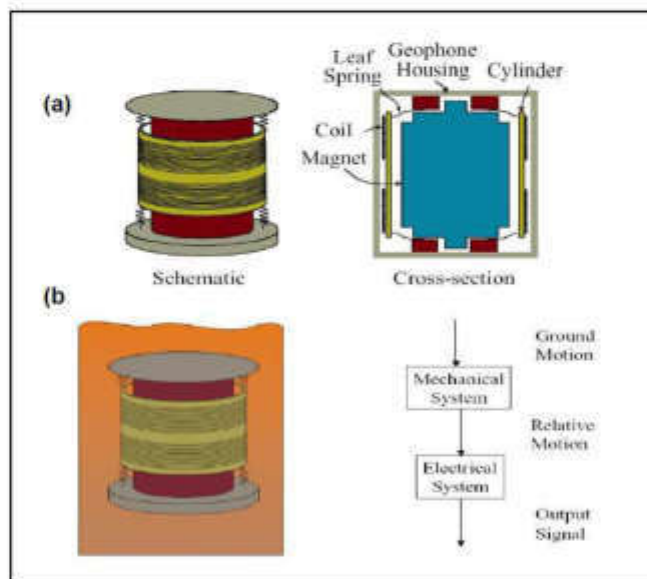 (a)
Leaf
Spring
Geophone
Housing
Cylinder
Coil
Magnet
Schematic
Cross-section
(b)
Ground
Motion
Mechanical
System
Relative
Motion
Electrical
System
Output
Signal